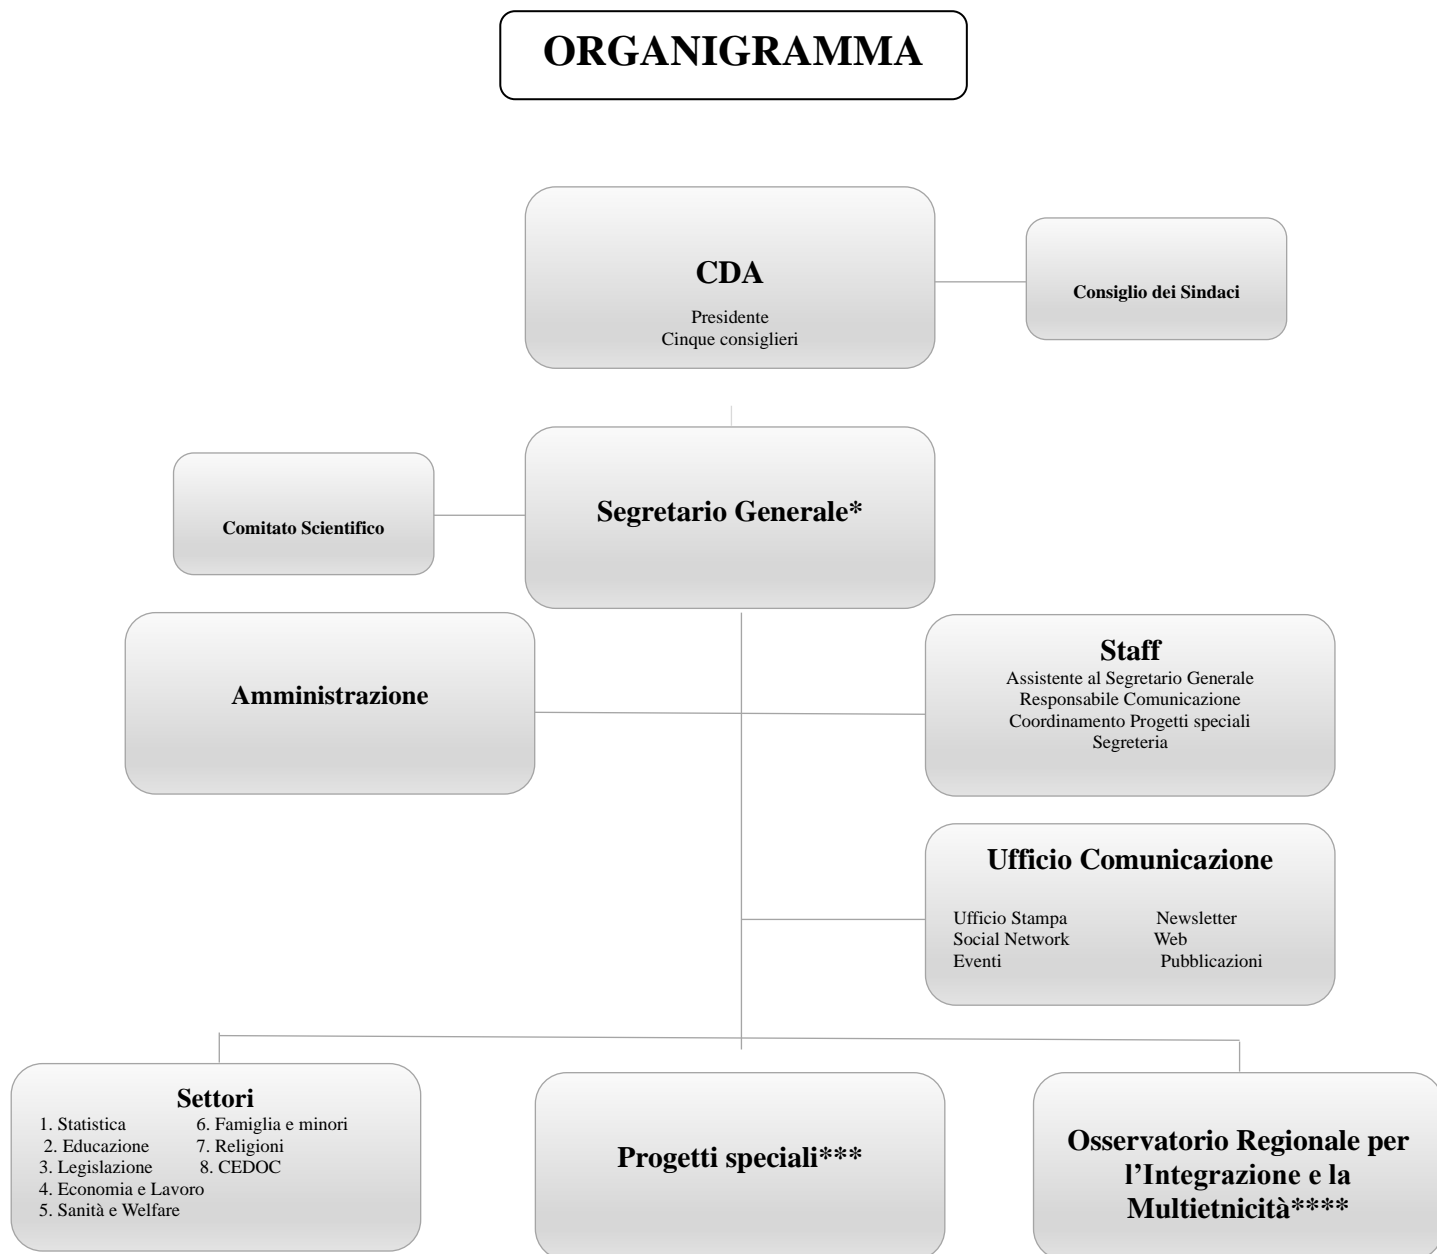 ORGANIGRAMMA
CDA
Presidente
Cinque consiglieri
Consiglio dei Sindaci
Segretario Generale*
Comitato Scientifico
Amministrazione
Staff
Assistente al Segretario Generale
Responsabile Comunicazione
Coordinamento Progetti speciali
Segreteria
Ufficio Comunicazione
Ufficio Stampa Newsletter
Social Network Web
Eventi Pubblicazioni
Settori
1. Statistica 6. Famiglia e minori
2. Educazione 7. Religioni
3. Legislazione 8. CEDOC
4. Economia e Lavoro
5. Sanità e Welfare
Progetti speciali***
Osservatorio Regionale per
l’Integrazione e la
Multietnicità****